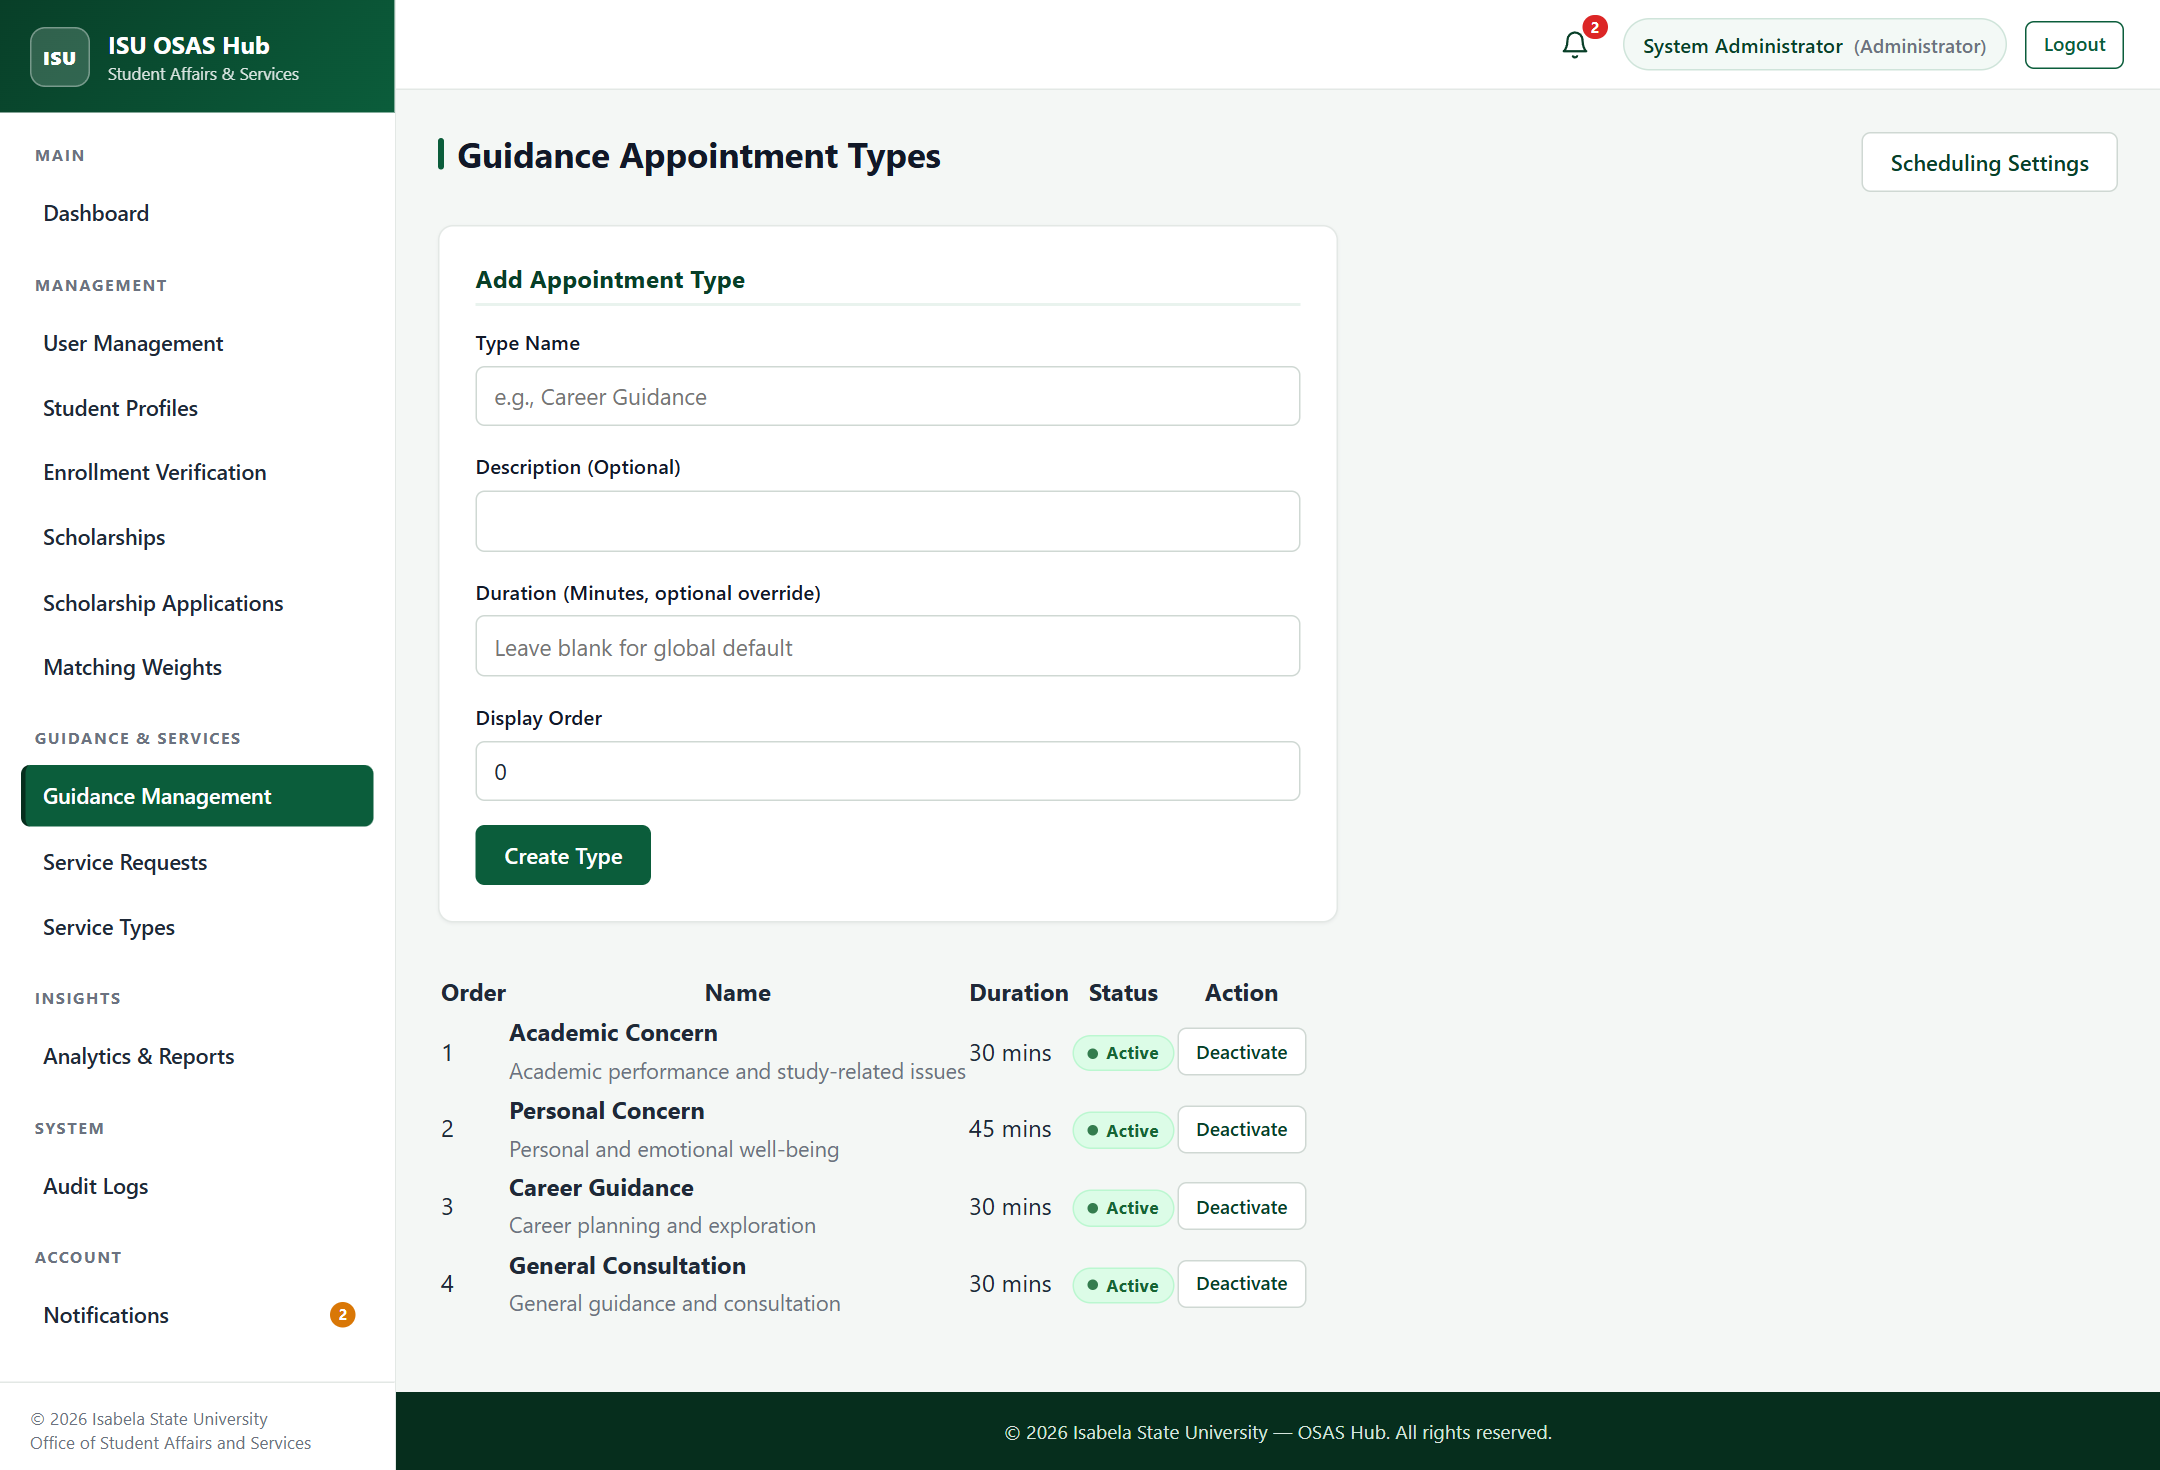 ISU
ISU OSAS Hub
Student Affairs & Services
2
System Administrator (Administrator)
Logout
MAIN
Dashboard
MANAGEMENT
User Management
Student Profiles
Enrollment Verification
Scholarships
Scholarship Applications
Matching Weights
GUIDANCE & SERVICES
Guidance Management
Service Requests
Service Types
INSIGHTS
Analytics & Reports
SYSTEM
Audit Logs
ACCOUNT
Notifications 2
© 2026 Isabela State University
Office of Student Affairs and Services
Guidance Appointment Types
Scheduling Settings
Add Appointment Type
Type Name
e.g., Career Guidance
Description (Optional)
Duration (Minutes, optional override)
Leave blank for global default
Display Order
0
Create Type
Order Name Duration Status Action
1 Academic Concern 30 mins Active Deactivate
Academic performance and study-related issues
2 Personal Concern 45 mins Active Deactivate
Personal and emotional well-being
3 Career Guidance 30 mins Active Deactivate
Career planning and exploration
4 General Consultation 30 mins Active Deactivate
General guidance and consultation
© 2026 Isabela State University — OSAS Hub. All rights reserved.